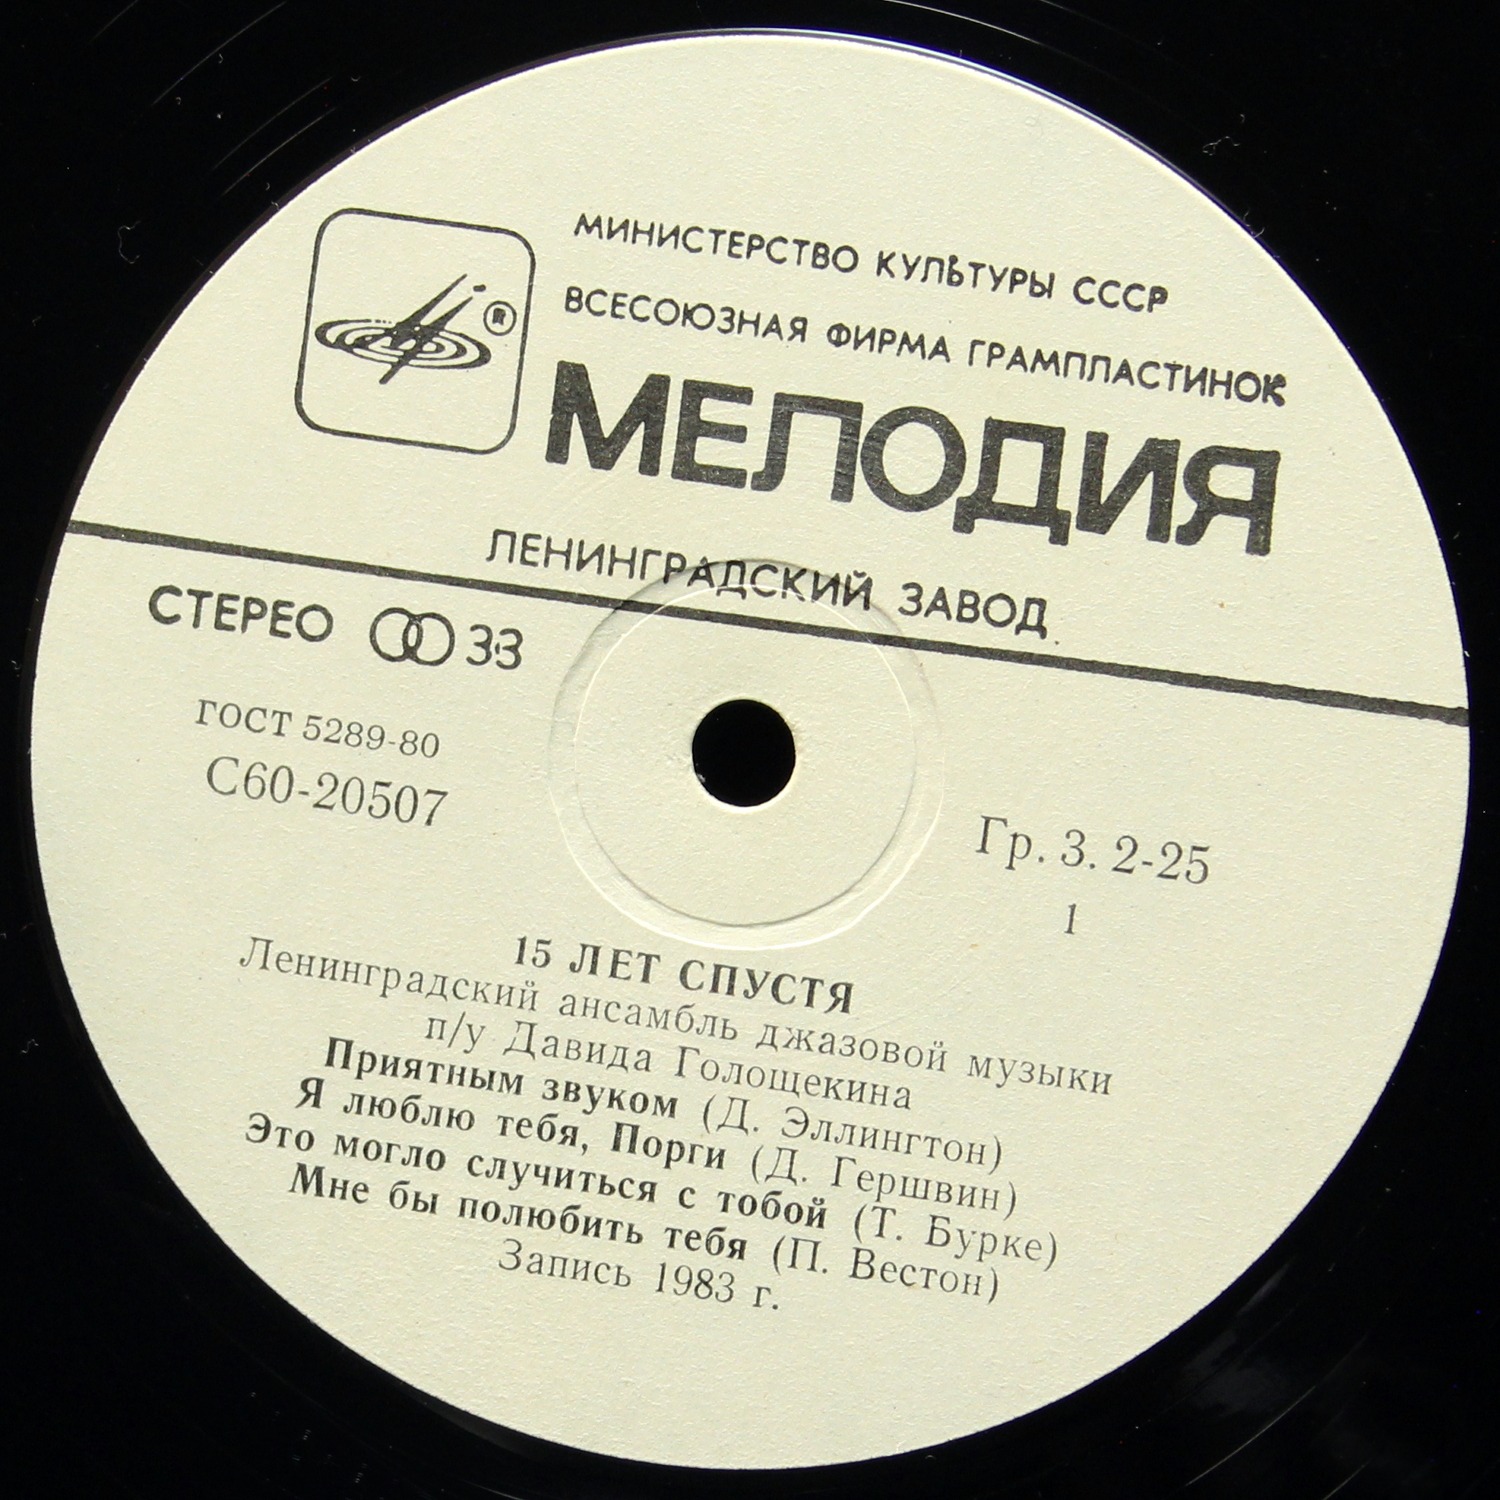 МИНИСТЕРСТВО КУЛЬТУРЫ СССР
ВСЕСОЮЗНАЯ ФИРМА ГРАМПЛАСТИНОК
®
МЕЛОДИЯ
ЛЕНИНГРАДСКИЙ ЗАВОД
СТЕРЕО 33
ГОСТ 5289-80
С60-20507
Гр. 3. 2-25
1
15 ЛЕТ СПУСТЯ
Ленинградский ансамбль джазовой музыки
п/у Давида Голощекина
Приятным звуком (Д. Эллингтон)
Я люблю тебя, Порги (Д. Гершвин)
Это могло случиться с тобой (Т. Бурке)
Мне бы полюбить тебя (П. Вестон)
Запись 1983 г.